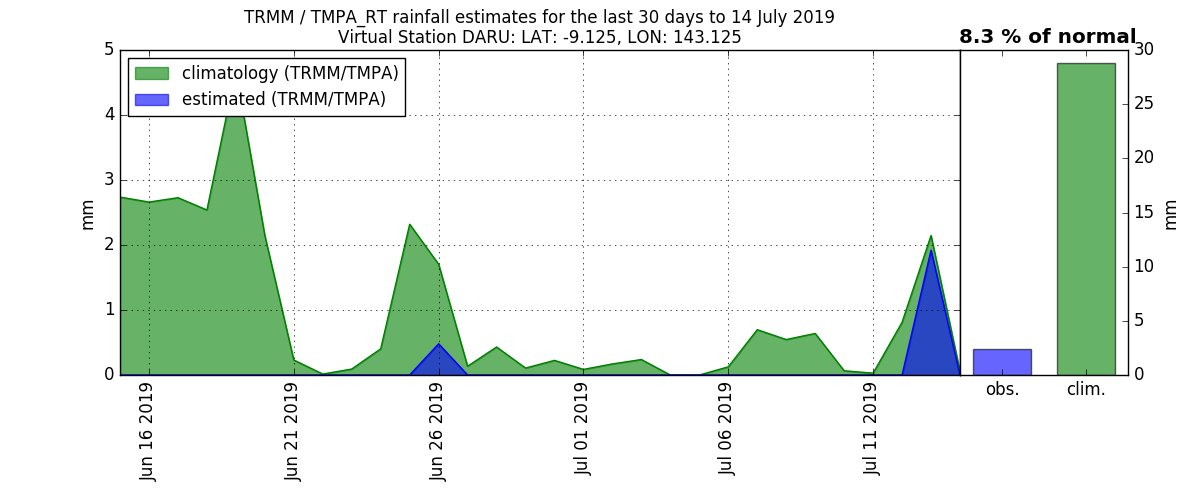 TRMM / TMPA_RT rainfall estimates for the last 30 days to 14 July 2019
Virtual Station DARU: LAT: -9.125, LON: 143.125
8.3 % of normal
climatology (TRMM/TMPA)
estimated (TRMM/TMPA)
5
4
3
2
1
0
mm
Jun 16 2019
Jun 21 2019
Jun 26 2019
Jul 01 2019
Jul 06 2019
Jul 11 2019
obs.
clim.
30
25
20
15
10
5
0
mm